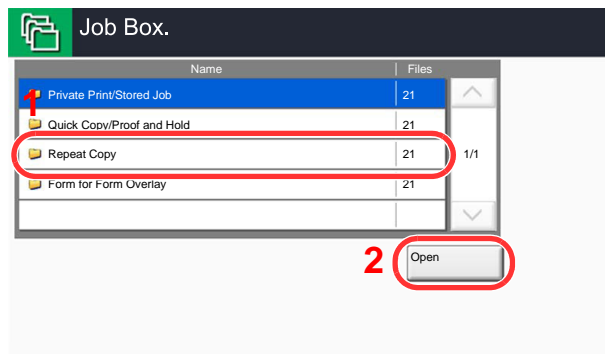 Job Box.
Name Files
1
Private Print/Stored Job 21
Quick Copy/Proof and Hold 21
Repeat Copy 21 1/1
Form for Form Overlay 21
2 Open